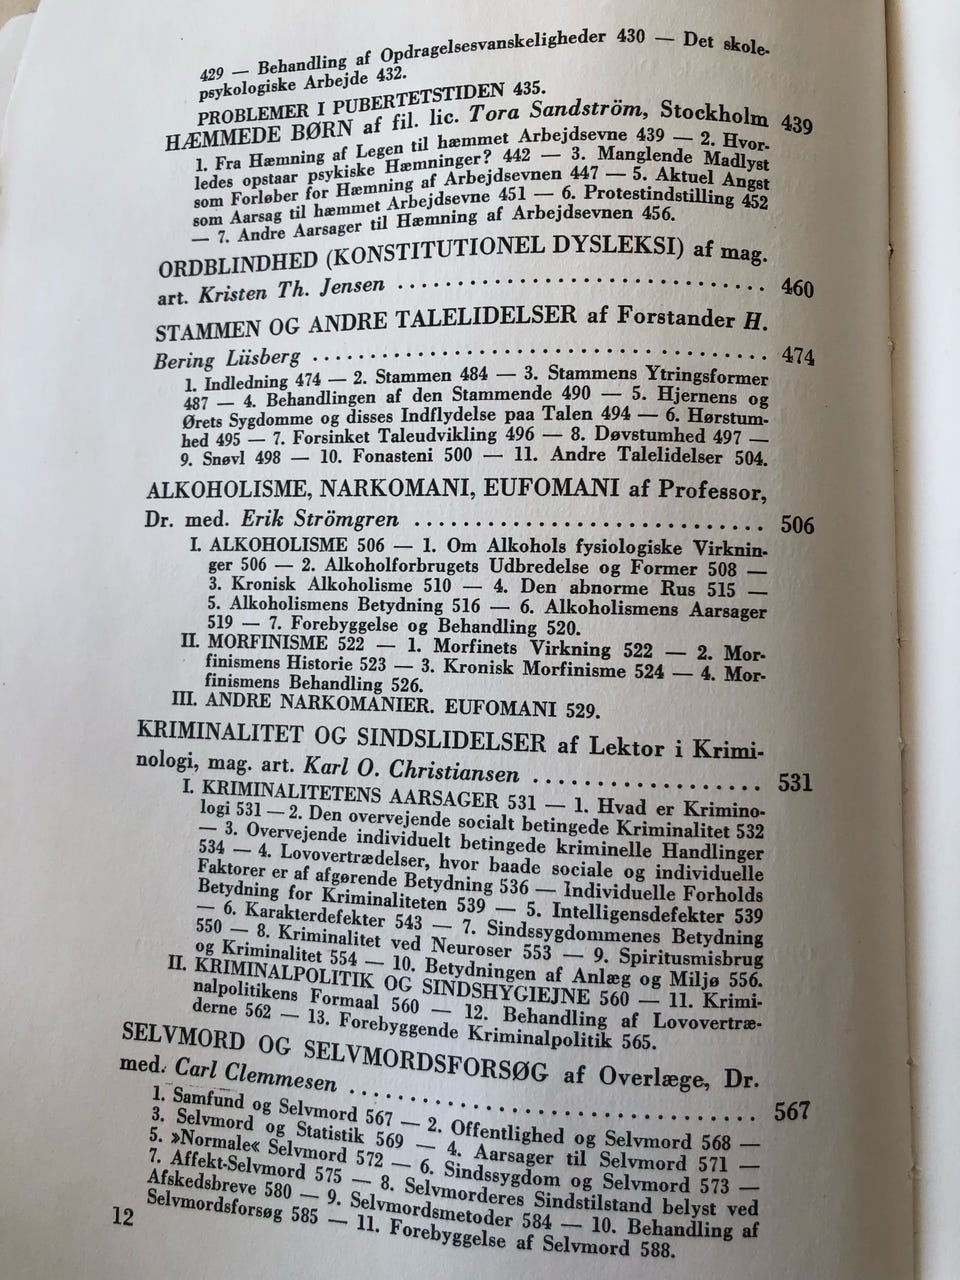 429 — Behandling af Opdragelsesvanskeligheder 430 — Det skole-
psykologiske Arbejde 432.
PROBLEMER I PUBERTETSTIDEN 435.
HÆMMEDE BØRN af fil. lic. Tora Sandström, Stockholm 439
1. Fra Hæmning af Legen til hæmmet Arbejdsevne 439 — 2. Hvor-
ledes opstaar psykiske Hæmninger? 442 — 3. Manglende Madlyst
som Forløber for Hæmning af Arbejdsevnen 447 — 5. Aktuel Angst
som Aarsag til hæmmet Arbejdsevne 451 — 6. Protestindstilling 452
— 7. Andre Aarsager til Hæmning af Arbejdsevnen 456.
ORDBLINDHED (KONSTITUTIONEL DYSLEKSI) af mag.
art. Kristen Th. Jensen ............................... 460
STAMMEN OG ANDRE TALELIDELSER af Forstander H.
Bering Liisberg ....................................... 474
1. Indledning 474 — 2. Stammen 484 — 3. Stammens Ytringsformer
487 — 4. Behandlingen af den Stammende 490 — 5. Hjernens og
Ørets Sygdomme og disses Indflydelse paa Talen 494 — 6. Hørstum-
hed 495 — 7. Forsinket Taleudvikling 496 — 8. Døvstumhed 497 —
9. Snøvl 498 — 10. Fonasteni 500 — 11. Andre Talelidelser 504.
ALKOHOLISME, NARKOMANI, EUFOMANI af Professor,
Dr. med. Erik Strömgren .............................. 506
I. ALKOHOLISME 506 — 1. Om Alkohols fysiologiske Virknin-
ger 506 — 2. Alkoholforbrugets Udbredelse og Former 508 —
3. Kronisk Alkoholisme 510 — 4. Den abnorme Rus 515 —
5. Alkoholismens Betydning 516 — 6. Alkoholismens Aarsager
519 — 7. Forebyggelse og Behandling 520.
II. MORFINISME 522 — 1. Morfinets Virkning 522 — 2. Mor-
finismens Historie 523 — 3. Kronisk Morfinisme 524 — 4. Mor-
finismens Behandling 526.
III. ANDRE NARKOMANIER. EUFOMANI 529.
KRIMINALITET OG SINDSLIDELSER af Lektor i Krimi-
nologi, mag. art. Karl O. Christiansen .................... 531
I. KRIMINALITETENS AARSAGER 531 — 1. Hvad er Krimino-
logi 531 — 2. Den overvejende socialt betingede Kriminalitet 532
— 3. Overvejende individuelt betingede kriminelle Handlinger
534 — 4. Lovovertrædelser, hvor baade sociale og individuelle
Faktorer er af afgørende Betydning 536 — Individuelle Forholds
Betydning for Kriminaliteten 539 — 5. Intelligensdefekter 539
— 6. Karakterdefekter 543 — 7. Sindssygdommenes Betydning
550 — 8. Kriminalitet ved Neuroser 553 — 9. Spiritusmisbrug
og Kriminalitet 554 — 10. Betydningen af Anlæg og Miljø 556.
II. KRIMINALPOLITIK OG SINDSHYGIEJNE 560 — 11. Krimi-
nalpolitikens Formaal 560 — 12. Behandling af Lovovertræ-
derne 562 — 13. Forebyggende Kriminalpolitik 565.
SELVMORD OG SELVMORDSFORSØG af Overlæge, Dr.
med. Carl Clemmesen .................................. 567
1. Samfund og Selvmord 567 — 2. Offentlighed og Selvmord 568 —
3. Selvmord og Statistik 569 — 4. Aarsager til Selvmord 571 —
5. »Normale« Selvmord 572 — 6. Sindssygdom og Selvmord 573 —
7. Affekt-Selvmord 575 — 8. Selvmorderes Sindstilstand belyst ved
Afskedsbreve 580 — 9. Selvmordsmetoder 584 — 10. Behandling af
Selvmordsforsøg 585 — 11. Forebyggelse af Selvmord 588.
12